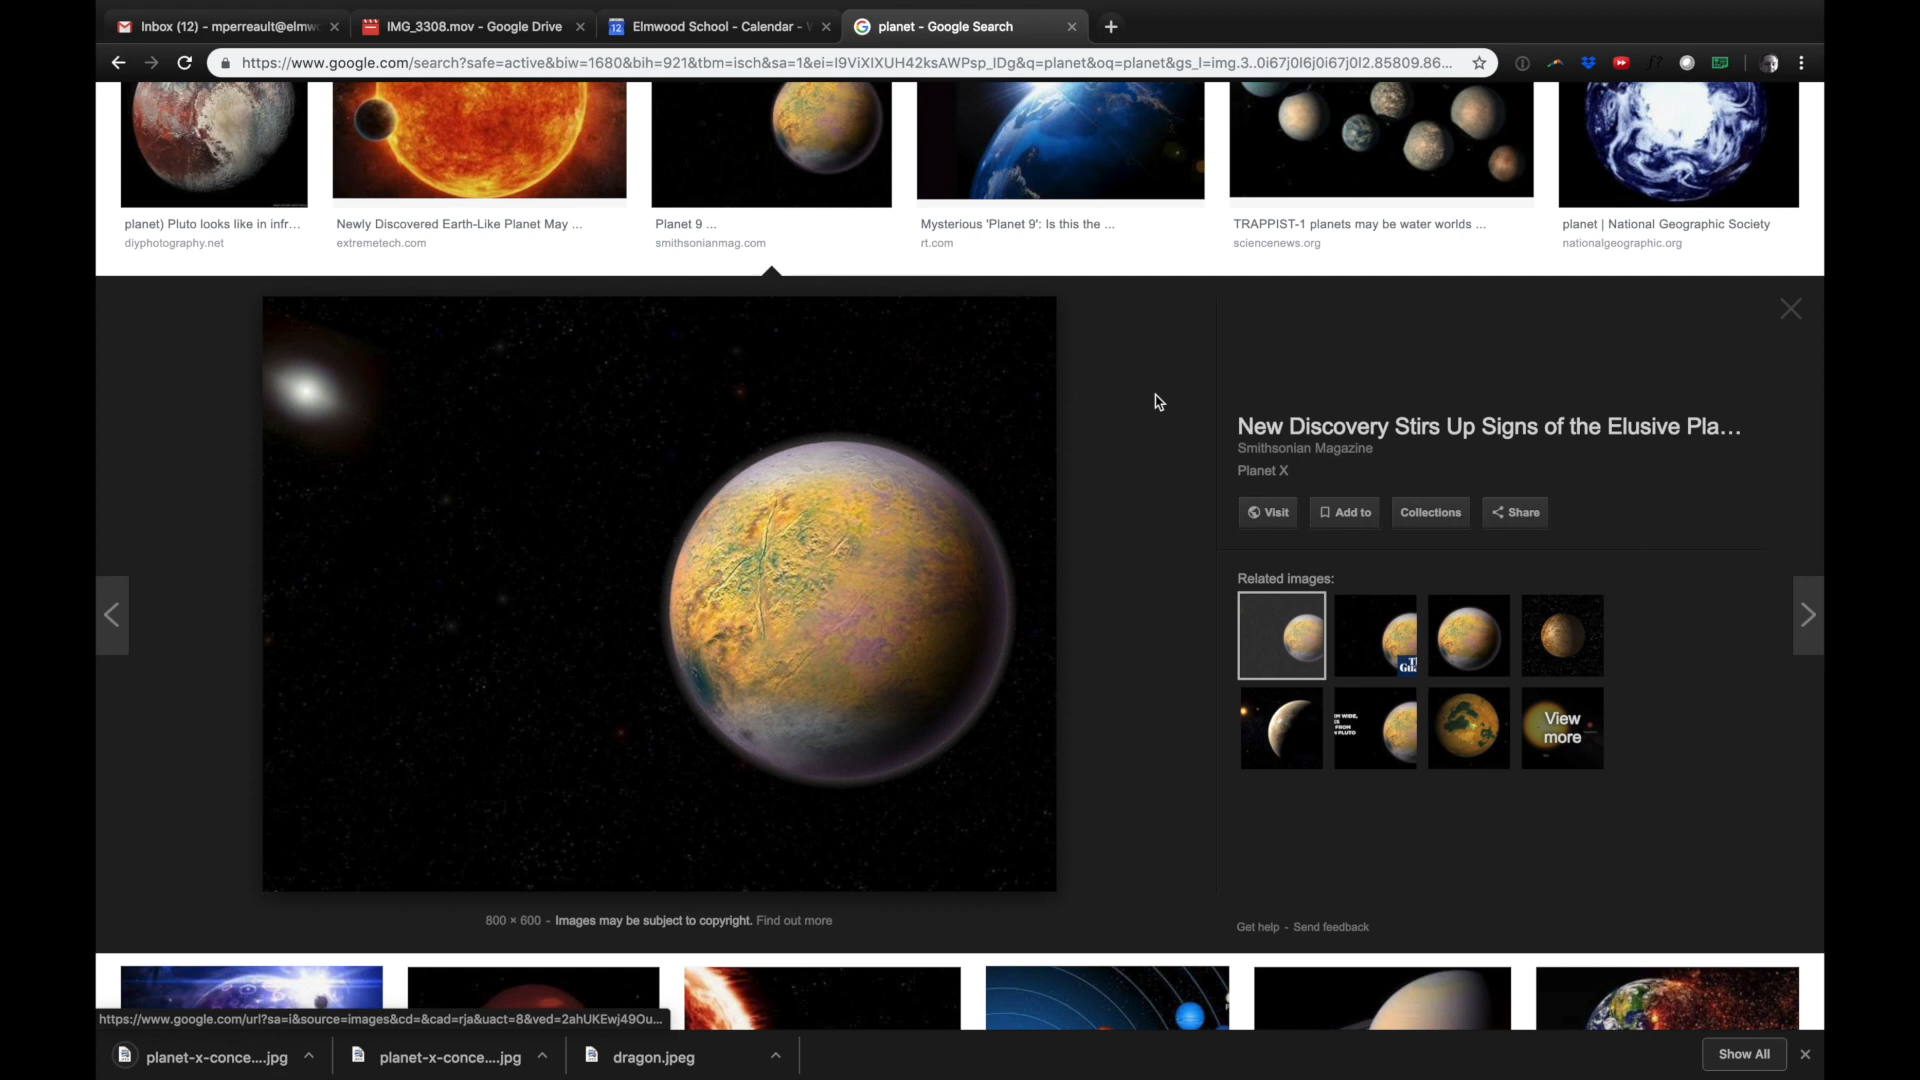 Inbox (12) - mperreault@elmw
IMG_3308.mov - Google Drive
12
Elmwood School - Calendar -
planet - Google Search
https://www.google.com/search?safe=active&biw=1680&bih=921&tbm=isch&sa=1&ei=I9ViXIXUH42ksAWPsp_IDg&q=planet&oq=planet&gs_l=img.3..0i67j0l6j0i67j0l2.85809.86...
planet) Pluto looks like in infr...
diyphotography.net
Newly Discovered Earth-Like Planet May ...
extremetech.com
Planet 9 ...
smithsonianmag.com
Mysterious 'Planet 9': Is this the ...
rt.com
TRAPPIST-1 planets may be water worlds ...
sciencenews.org
planet | National Geographic Society
nationalgeographic.org
New Discovery Stirs Up Signs of the Elusive Pla...
Smithsonian Magazine
Planet X
Visit
Add to
Collections
Share
Related images:
View
more
800 × 600 - Images may be subject to copyright. Find out more
Get help - Send feedback
https://www.google.com/url?sa=i&source=images&cd=&cad=rja&uact=8&ved=2ahUKEwj49Ou...
planet-x-conce....jpg
planet-x-conce....jpg
dragon.jpeg
Show All